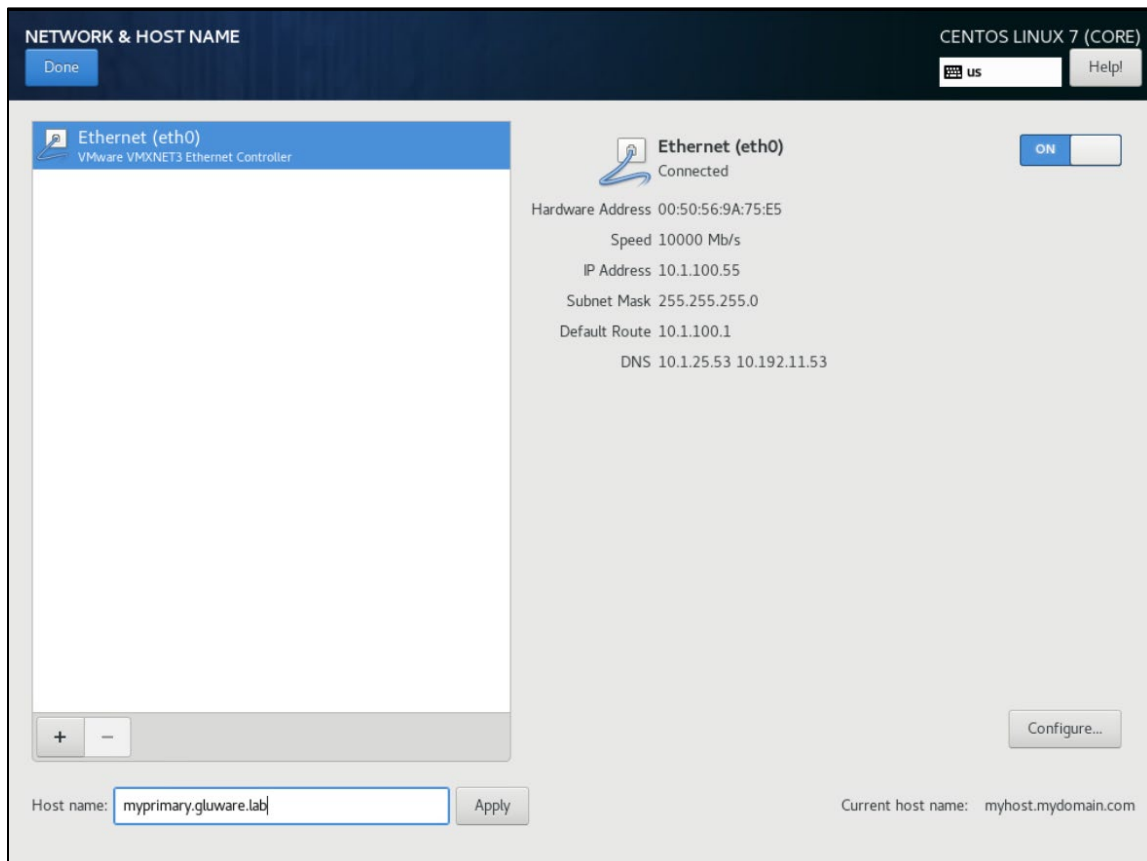 NETWORK & HOST NAME
CENTOS LINUX 7 (CORE)
Done
us
Help!
Ethernet (eth0)
VMware VMXNET3 Ethernet Controller
Ethernet (eth0)
Connected
ON
Hardware Address 00:50:56:9A:75:E5
Speed 10000 Mb/s
IP Address 10.1.100.55
Subnet Mask 255.255.255.0
Default Route 10.1.100.1
DNS 10.1.25.53 10.192.11.53
+ −
Configure...
Host name: myprimary.gluware.lab Apply Current host name: myhost.mydomain.com